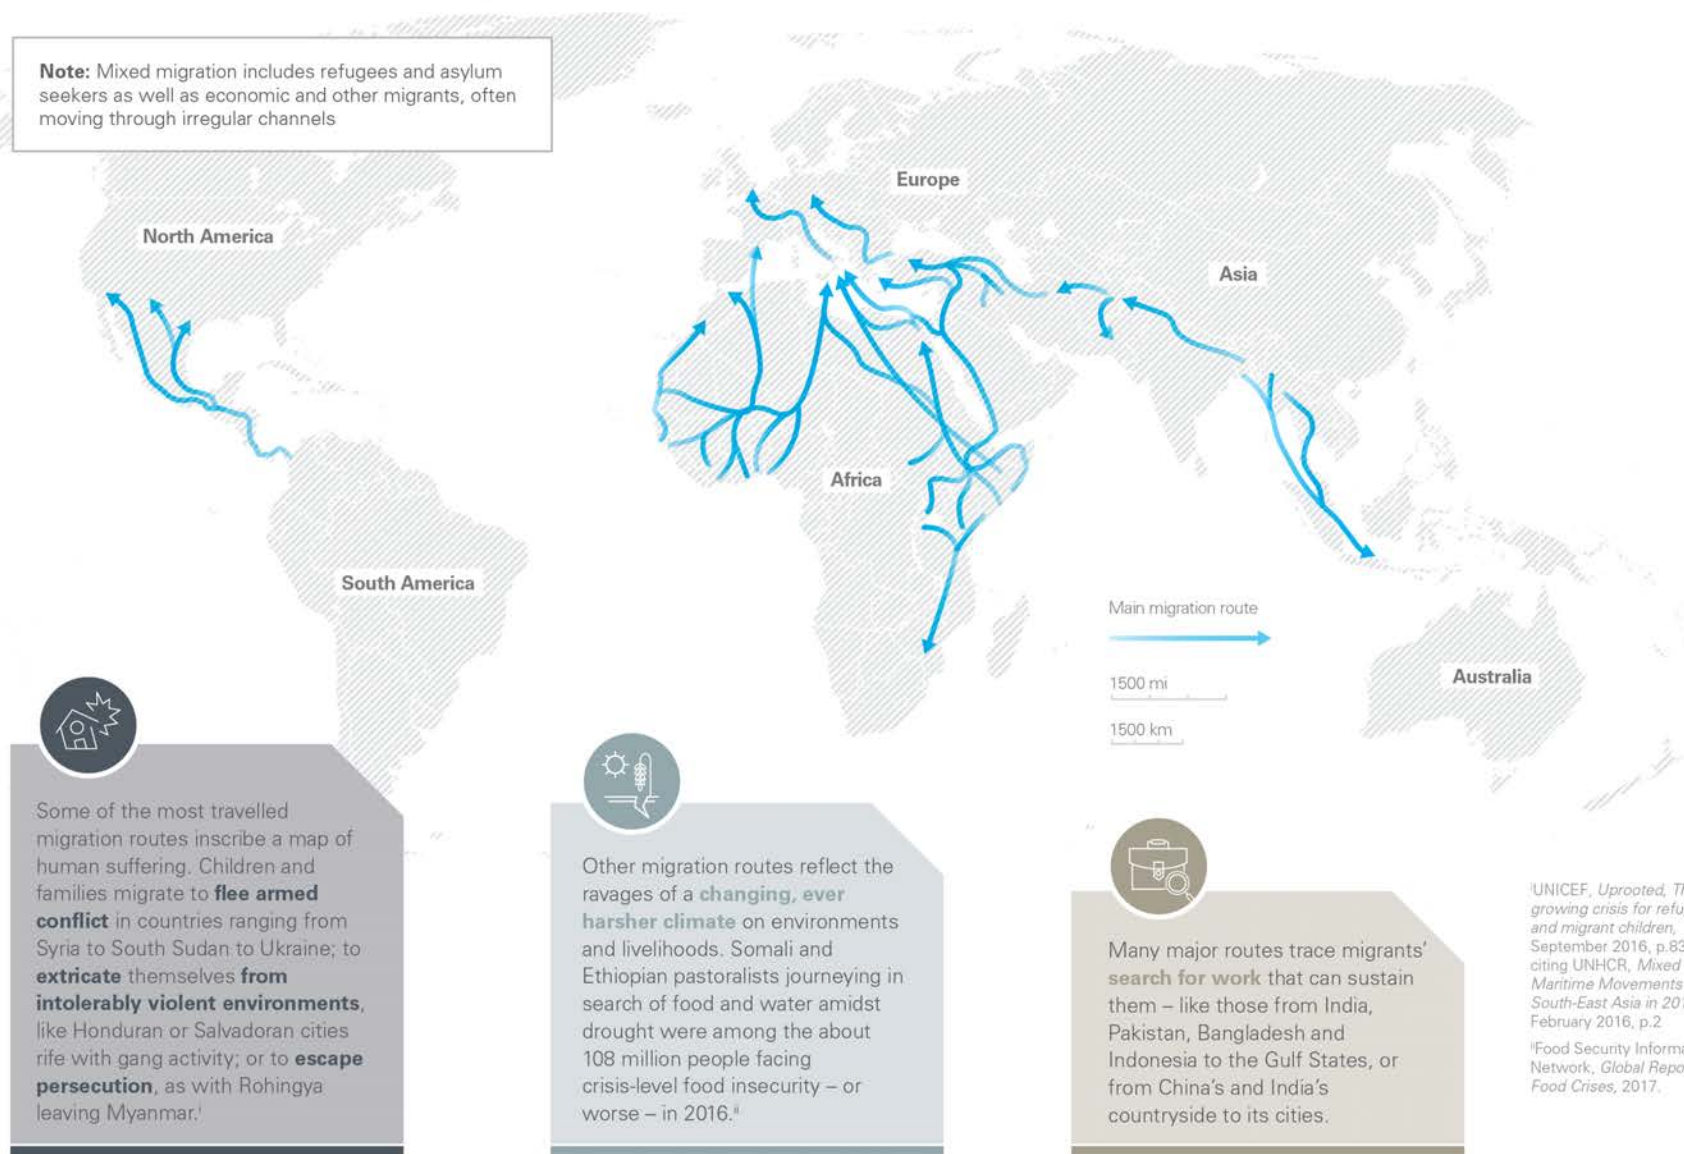 Note: Mixed migration includes refugees and asylum
seekers as well as economic and other migrants, often
moving through irregular channels
North America
Europe
Asia
Africa
South America
Australia
Main migration route
1500 mi
1500 km
Some of the most travelled
migration routes inscribe a map of
human suffering. Children and
families migrate to flee armed
conflict in countries ranging from
Syria to South Sudan to Ukraine; to
extricate themselves from
intolerably violent environments,
like Honduran or Salvadoran cities
rife with gang activity; or to escape
persecution, as with Rohingya
leaving Myanmar.ⁱ
Other migration routes reflect the
ravages of a changing, ever
harsher climate on environments
and livelihoods. Somali and
Ethiopian pastoralists journeying in
search of food and water amidst
drought were among the about
108 million people facing
crisis-level food insecurity – or
worse – in 2016.ⁱⁱ
Many major routes trace migrants’
search for work that can sustain
them – like those from India,
Pakistan, Bangladesh and
Indonesia to the Gulf States, or
from China’s and India’s
countryside to its cities.
ⁱUNICEF, Uprooted,
growing crisis for
and migrant children,
September 2016, p.83
citing UNHCR, Mixed
Maritime Movements
South-East Asia in
February 2016, p.2
ⁱⁱFood Security
Network, Global
Food Crises, 2017.